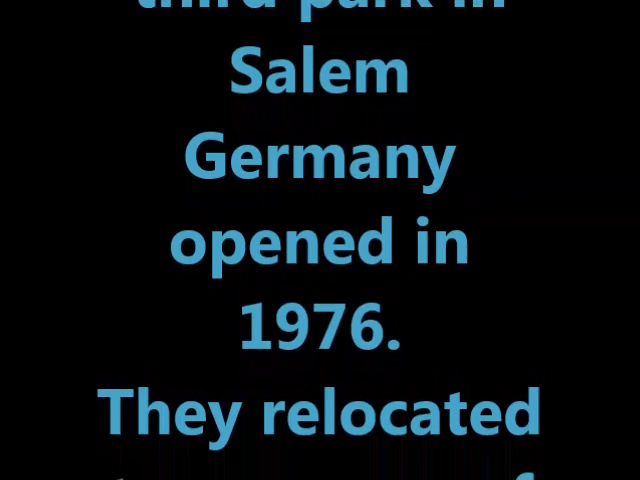 third park in
Salem
Germany
opened in
1976.
They relocated